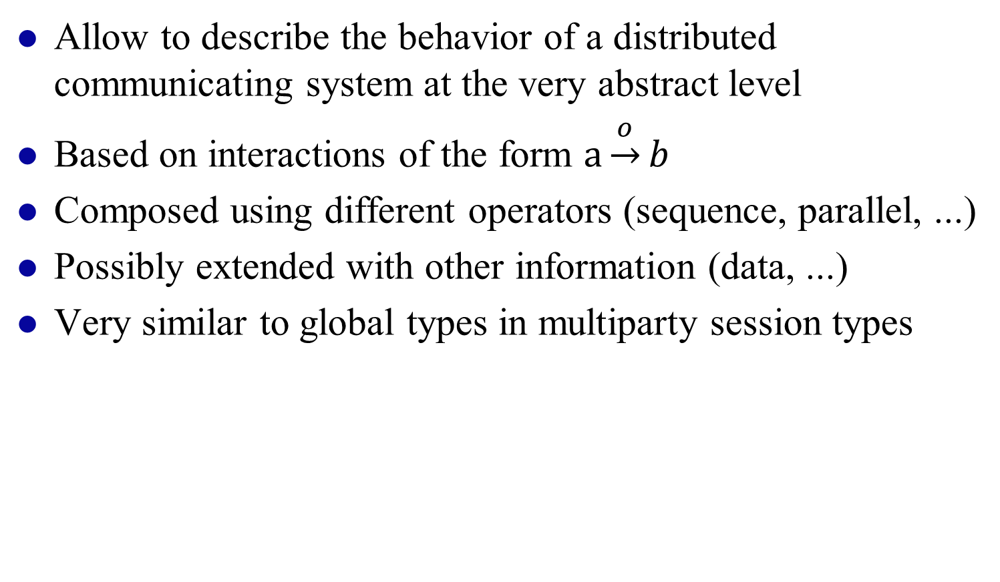 ● Allow to describe the behavior of a distributed
communicating system at the very abstract level
● Based on interactions of the form a \xrightarrow{o} b
● Composed using different operators (sequence, parallel, ...)
● Possibly extended with other information (data, ...)
● Very similar to global types in multiparty session types